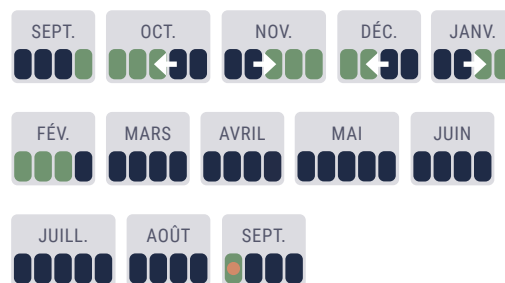 SEPT. OCT. NOV. DÉC. JANV.
FÉV. MARS AVRIL MAI JUIN
JUILL. AOÛT SEPT.